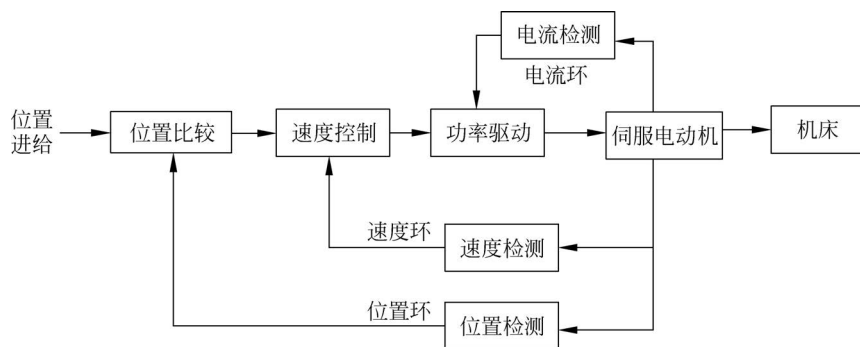 电流检测
电流环
位置
进给
位置比较
速度控制
功率驱动
伺服电动机
机床
速度环
速度检测
位置环
位置检测